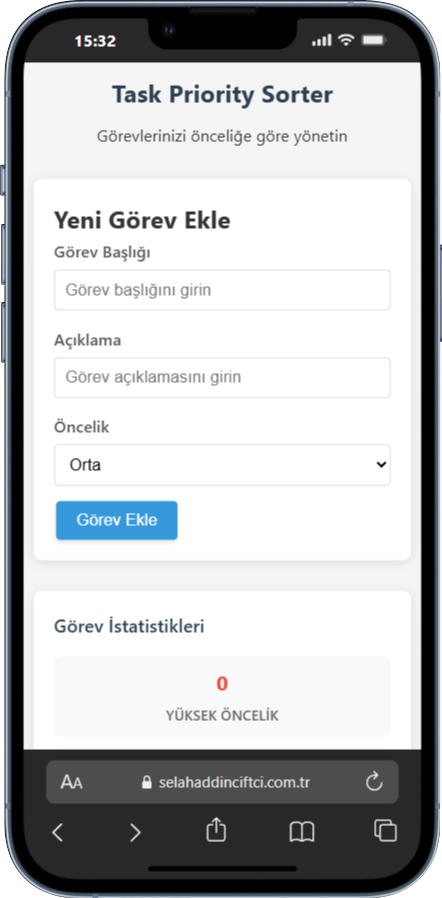 15:32
Task Priority Sorter
Görevlerinizi önceliğe göre yönetin
Yeni Görev Ekle
Görev Başlığı
Görev başlığını girin
Açıklama
Görev açıklamasını girin
Öncelik
Orta
Görev Ekle
Görev İstatistikleri
0
YÜKSEK ÖNCELİK
AA selahaddinciftci.com.tr